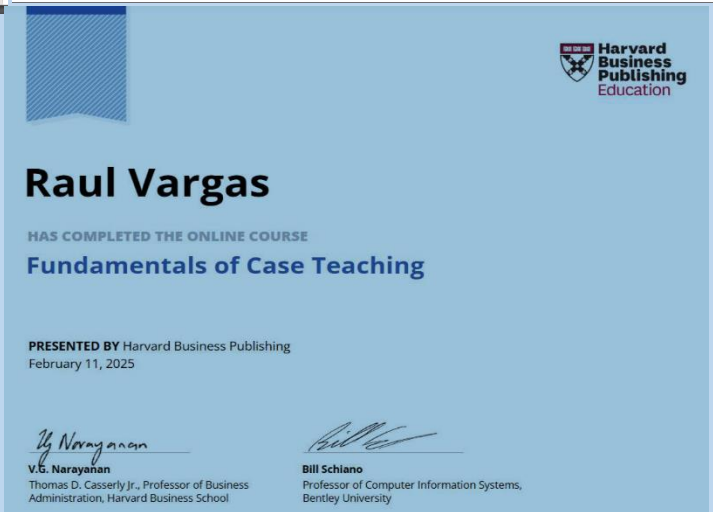 Harvard
Business
Publishing
Education
Raul Vargas
HAS COMPLETED THE ONLINE COURSE
Fundamentals of Case Teaching
PRESENTED BY Harvard Business Publishing
February 11, 2025
VG Narayanan
Bill
V.G. Narayanan
Thomas D. Casserly Jr., Professor of Business
Administration, Harvard Business School
Bill Schiano
Professor of Computer Information Systems,
Bentley University